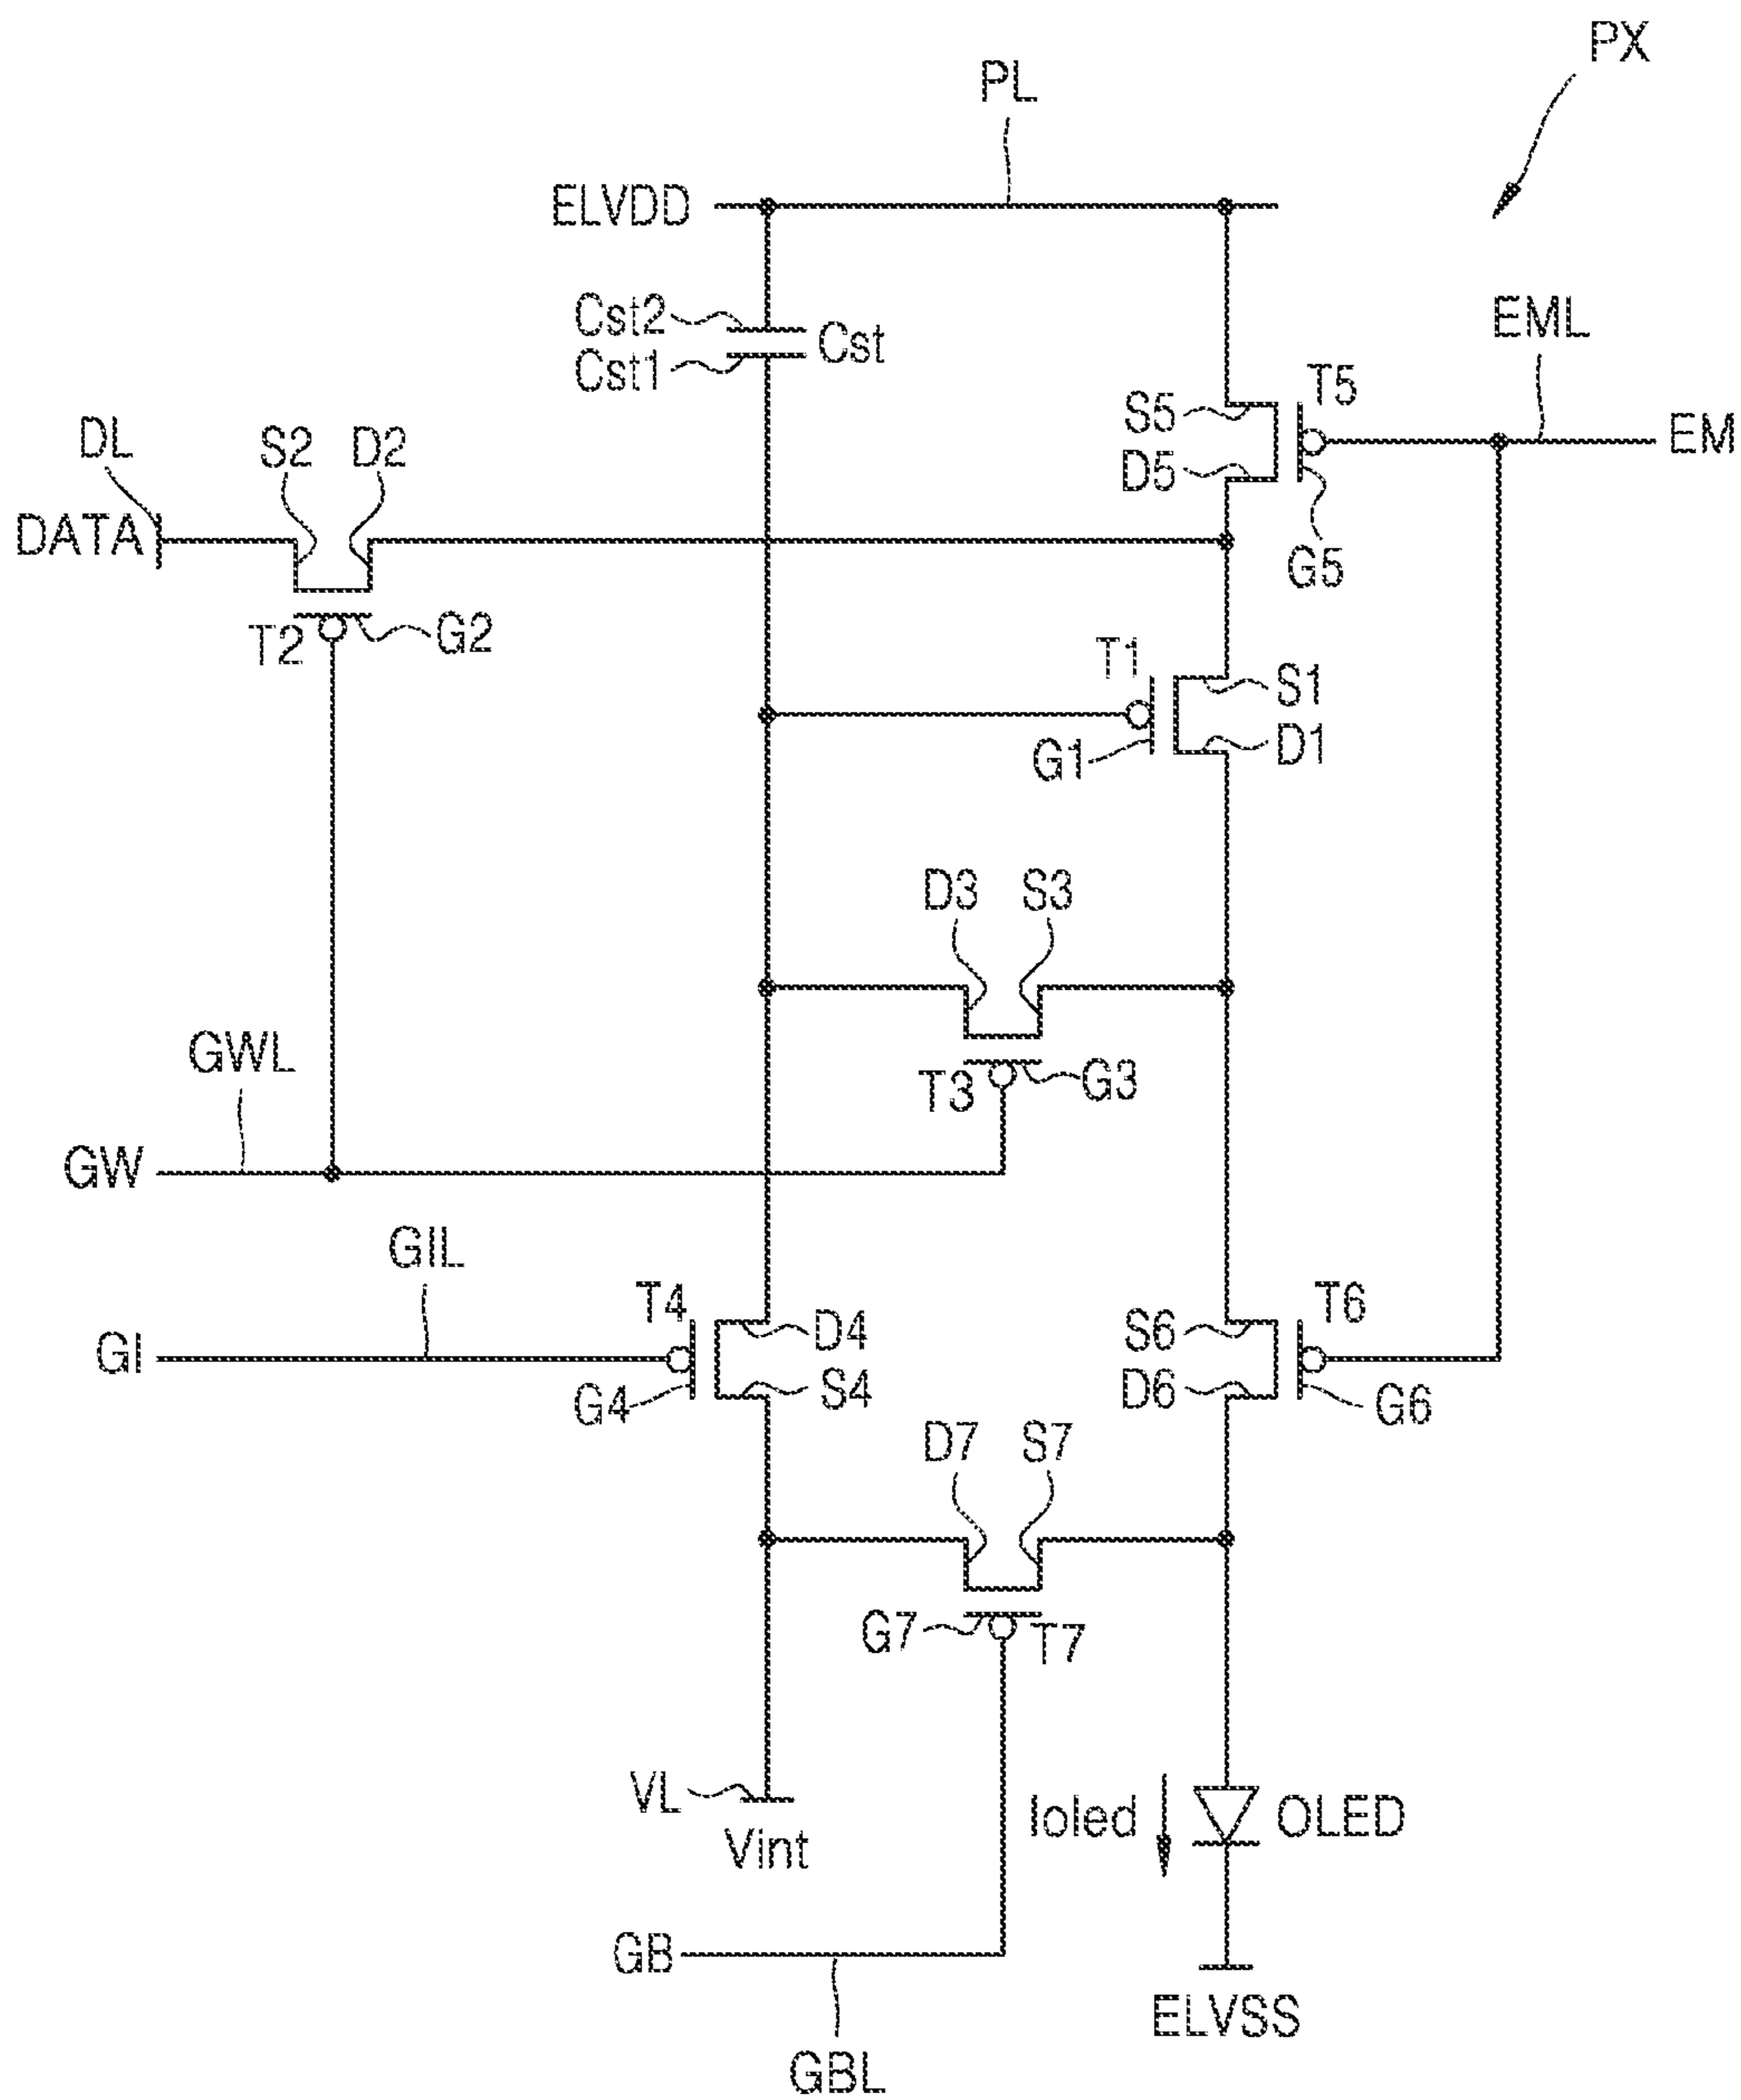 PX
PL
ELVDD
Cst2
Cst
Cst1
EML
T5
S5
EM
D5
G5
DL
S2
D2
DATA
T2
G2
T1
S1
G1
D1
D3
S3
GWL
T3
G3
GW
GIL
T4
D4
S6
T6
GI
G4
S4
D6
G6
D7
S7
G7
T7
VL
Vint
Ioled
OLED
GB
ELVSS
GBL